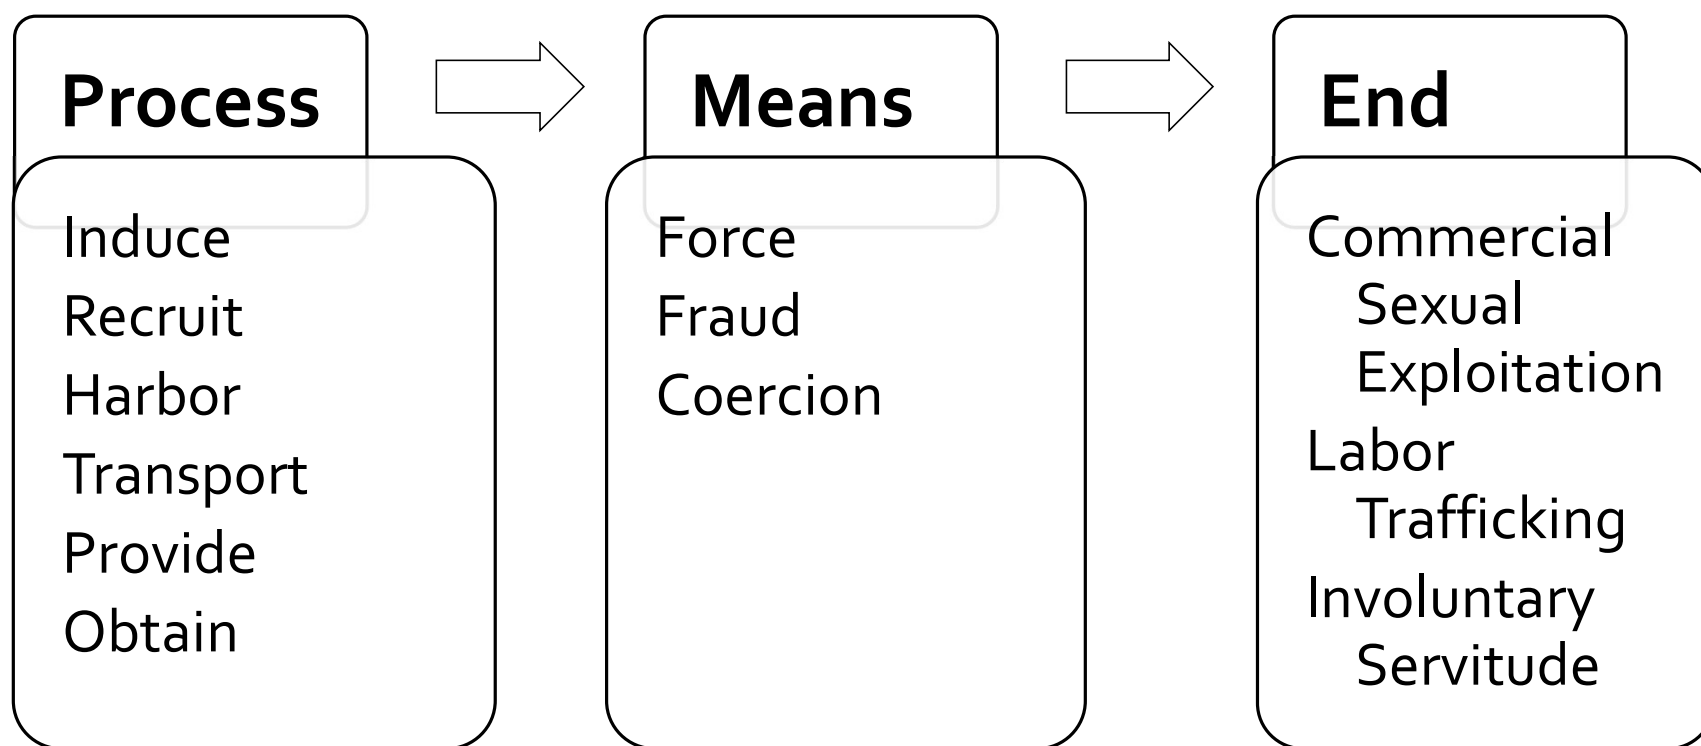 Process
Induce
Recruit
Harbor
Transport
Provide
Obtain
Means
Force
Fraud
Coercion
End
Commercial
Sexual
Exploitation
Labor
Trafficking
Involuntary
Servitude